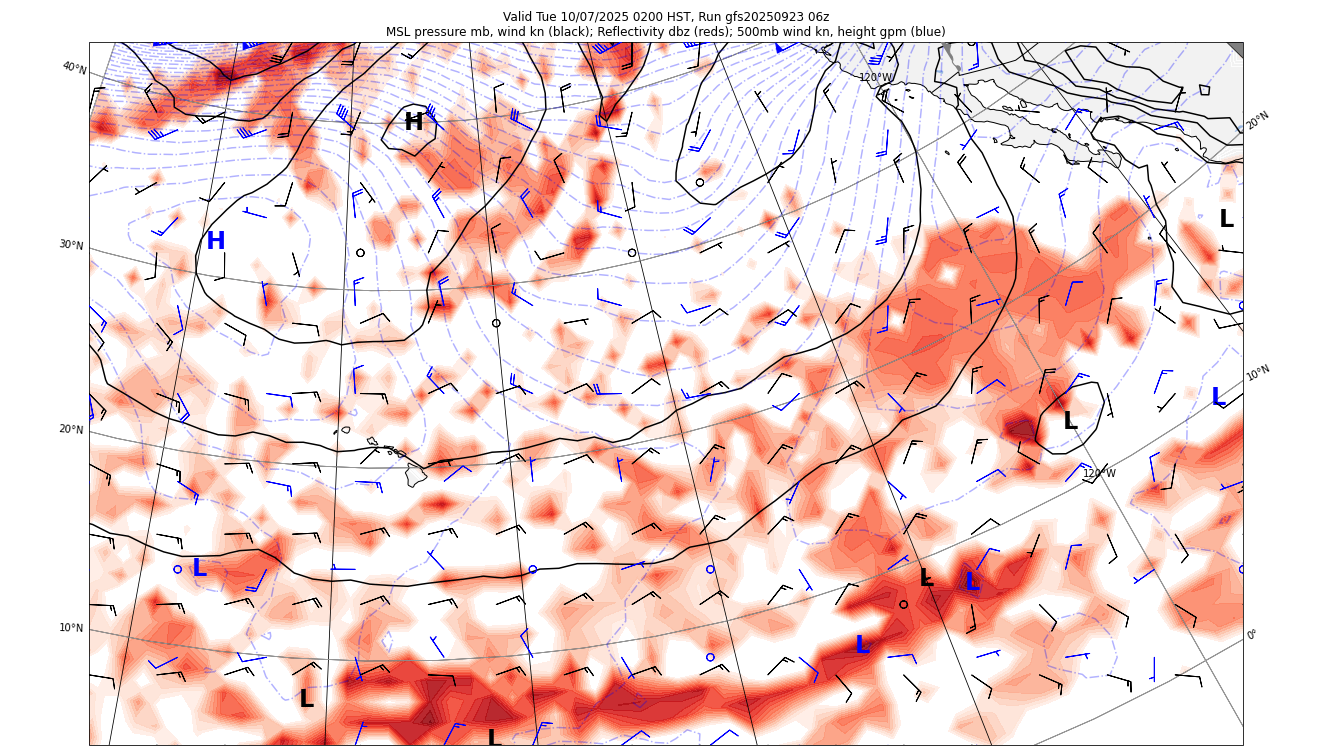 Valid Tue 10/07/2025 0200 HST, Run gfs20250923 06z
MSL pressure mb, wind kn (black); Reflectivity dbz (reds); 500mb wind kn, height gpm (blue)
40°N
120°W
20°N
H
L
H
30°N
10°N
L
L
20°N
120°W
L
L
L
10°N
0°
L
L
L